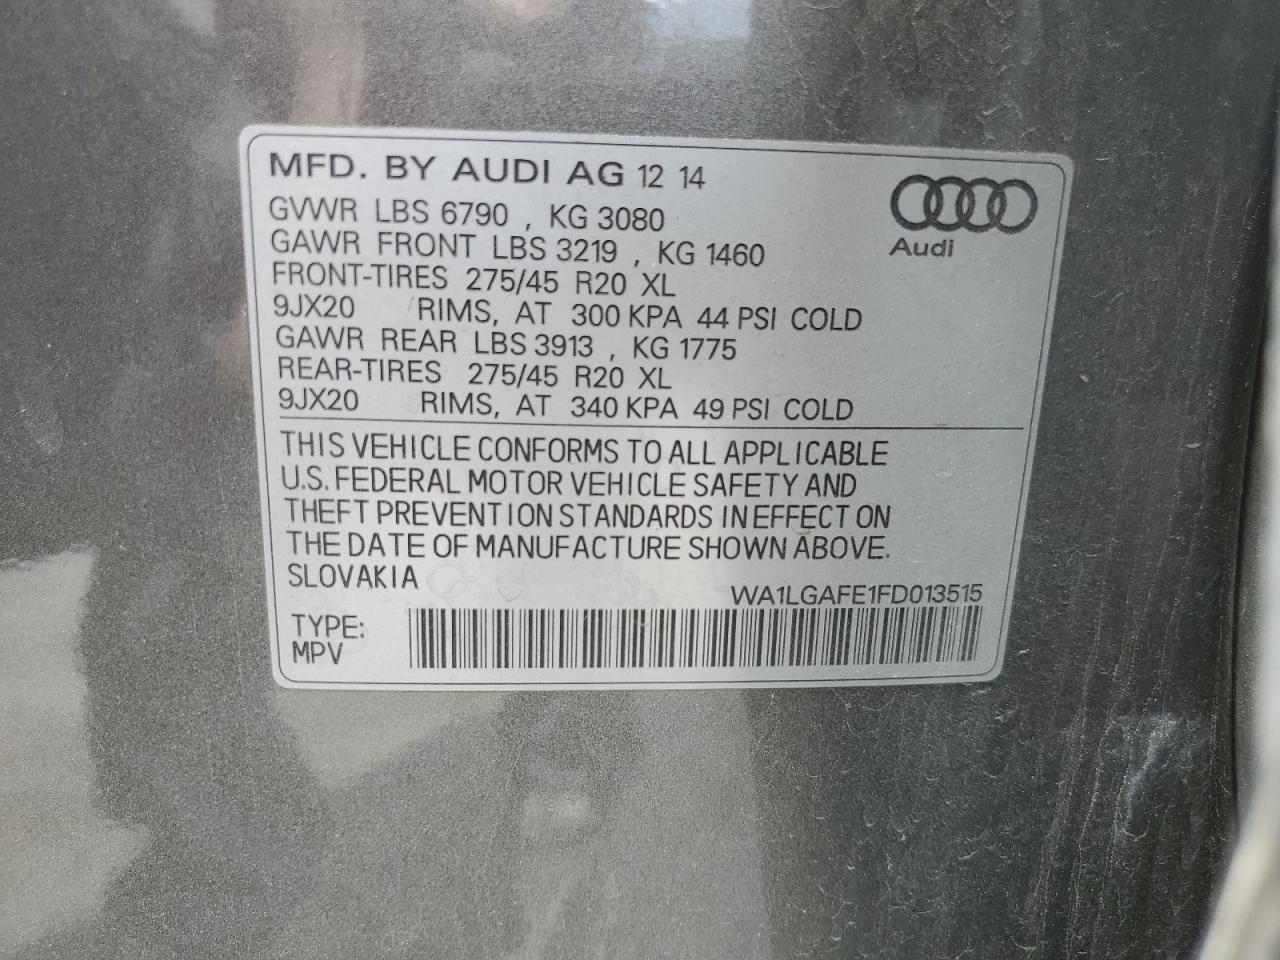 MFD. BY AUDI AG 12 14
GVWR LBS 6790 , KG 3080
GAWR FRONT LBS 3219 , KG 1460
FRONT-TIRES 275/45 R20 XL
9JX20 RIMS, AT 300 KPA 44 PSI COLD
GAWR REAR LBS 3913 , KG 1775
REAR-TIRES 275/45 R20 XL
9JX20 RIMS, AT 340 KPA 49 PSI COLD
Audi
THIS VEHICLE CONFORMS TO ALL APPLICABLE
U.S. FEDERAL MOTOR VEHICLE SAFETY AND
THEFT PREVENTION STANDARDS IN EFFECT ON
THE DATE OF MANUFACTURE SHOWN ABOVE.
SLOVAKIA
WA1LGAFE1FD013515
TYPE:
MPV